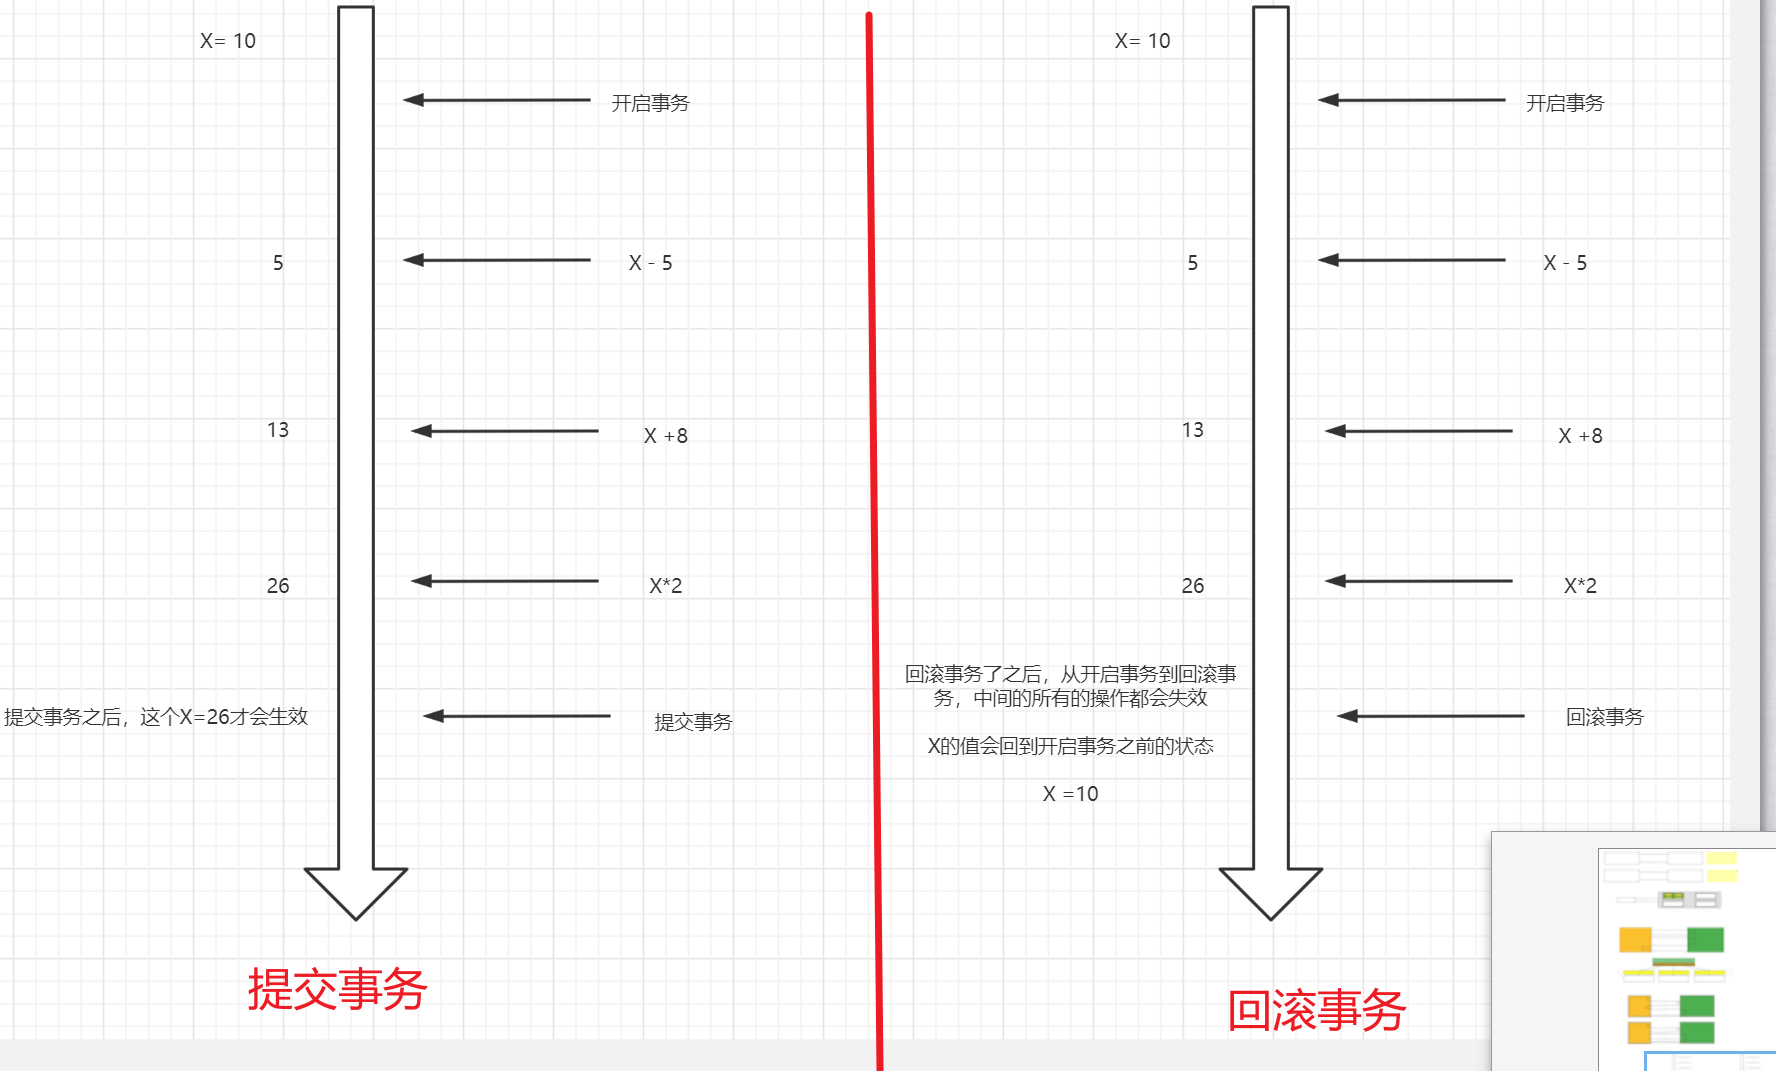 X= 10
开启事务
5
X - 5
13
X +8
26
X*2
提交事务之后，这个X=26才会生效
提交事务
提交事务
X= 10
开启事务
5
X - 5
13
X +8
26
X*2
回滚事务了之后，从开启事务到回滚事
务，中间的所有的操作都会失效
X的值会回到开启事务之前的状态
X =10
回滚事务
回滚事务